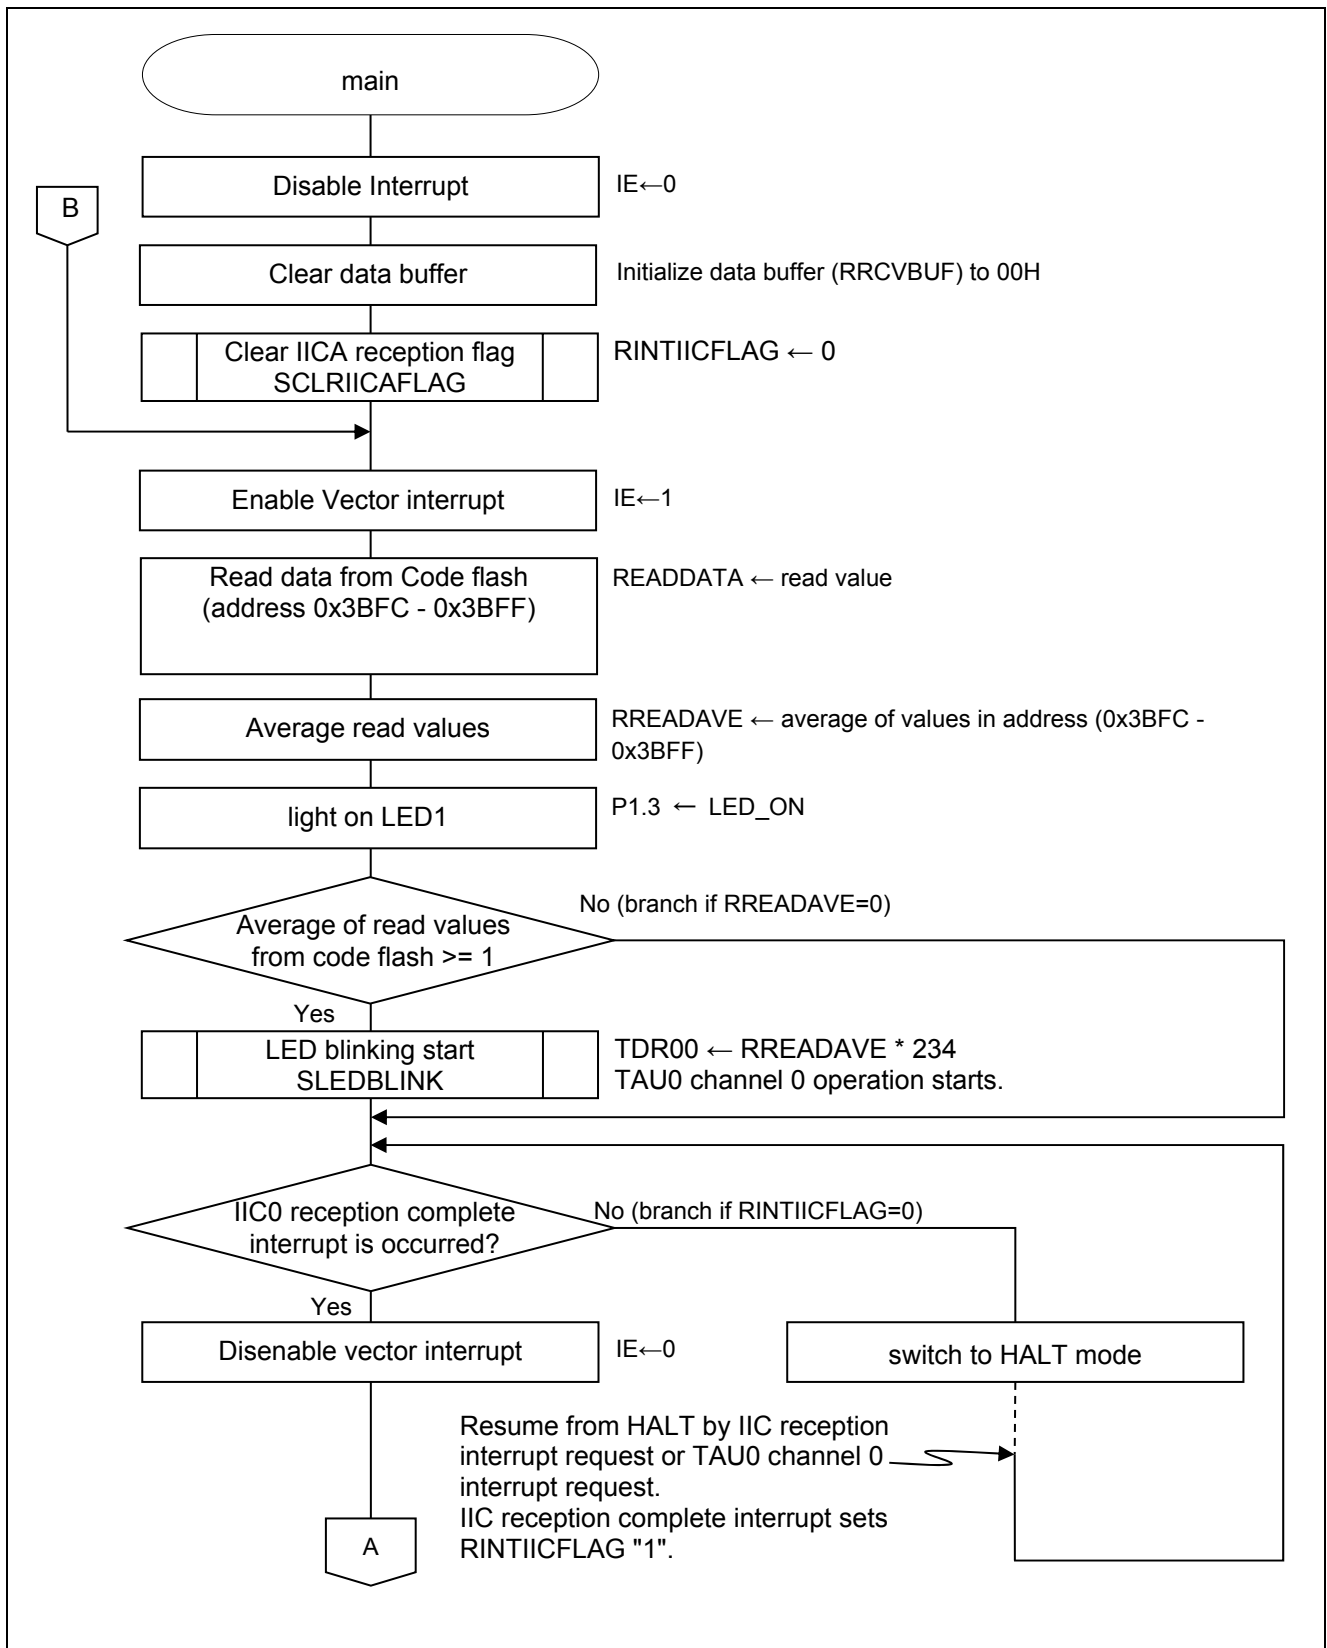 main
Disable Interrupt
IE←0
B
Clear data buffer
Initialize data buffer (RRCVBUF) to 00H
Clear IICA reception flag
SCLRIICAFLAG
RINTIICFLAG ← 0
Enable Vector interrupt
IE←1
Read data from Code flash
(address 0x3BFC - 0x3BFF)
READDATA ← read value
Average read values
RREADAVE ← average of values in address (0x3BFC -
0x3BFF)
light on LED1
P1.3 ← LED_ON
Average of read values
from code flash >= 1
No (branch if RREADAVE=0)
Yes
LED blinking start
SLEDBLINK
TDR00 ← RREADAVE * 234
TAU0 channel 0 operation starts.
IIC0 reception complete
interrupt is occurred?
No (branch if RINTIICFLAG=0)
Yes
Disenable vector interrupt
IE←0
switch to HALT mode
Resume from HALT by IIC reception
interrupt request or TAU0 channel 0
interrupt request.
IIC reception complete interrupt sets
RINTIICFLAG "1".
A